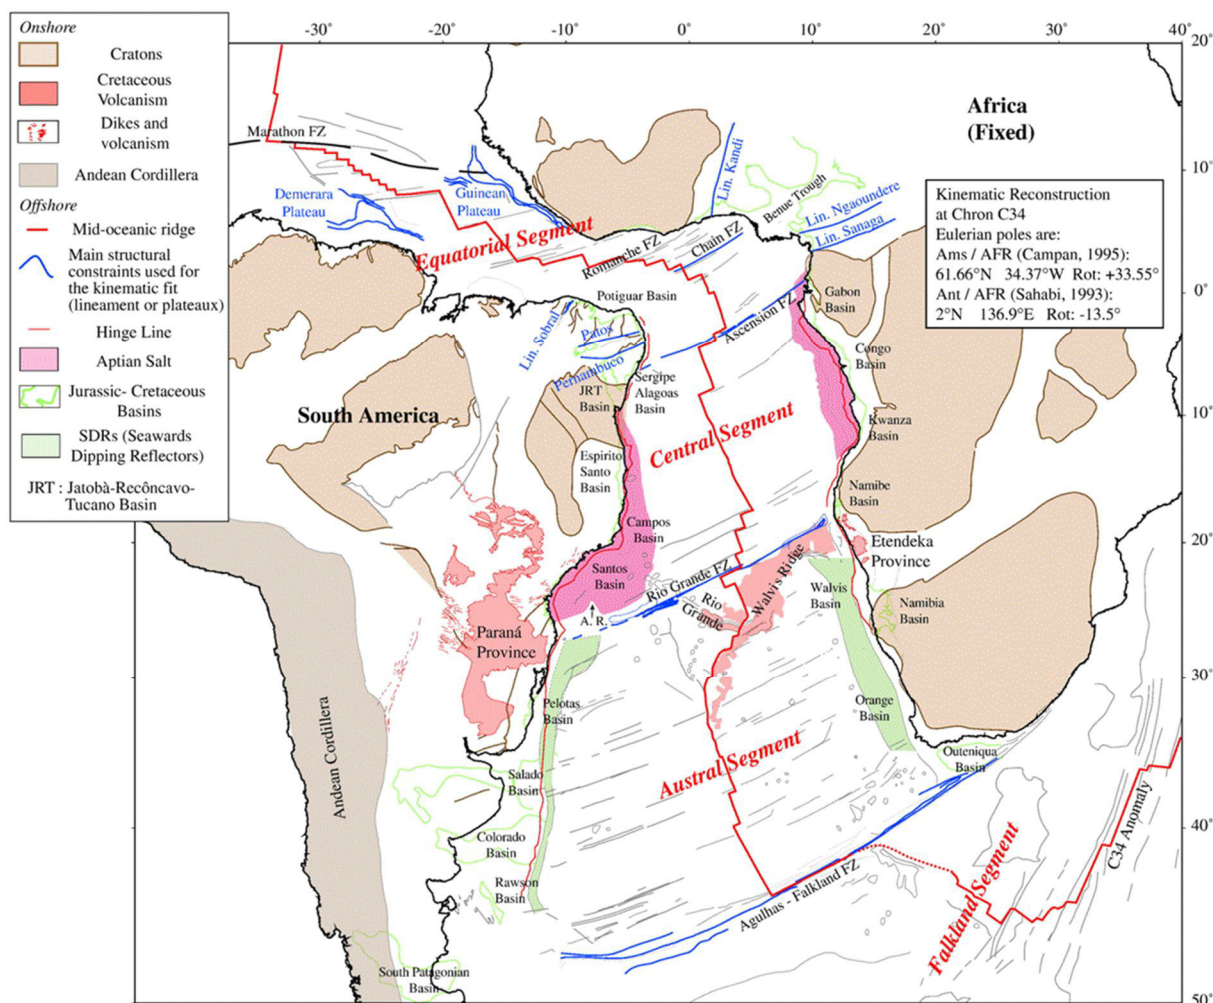 Onshore
Cratons
Cretaceous
Volcanism
Dikes and
volcanism
Andean Cordillera
Offshore
Mid-oceanic ridge
Main structural
constraints used for
the kinematic fit
(lineament or plateaux)
Hinge Line
Aptian Salt
Jurassic- Cretaceous
Basins
SDRs (Seawards
Dipping Reflectors)
JRT : Jatobà-Recôncavo-
Tucano Basin
-30° -20° -10° 0° 10° 20° 30° 40°
20°
10°
0°
10°
20°
30°
40°
50°
Africa
(Fixed)
Kinematic Reconstruction
at Chron C34
Eulerian poles are:
Ams / AFR (Campan, 1995):
61.66°N 34.37°W Rot: +33.55°
Ant / AFR (Sahabi, 1993):
2°N 136.9°E Rot: -13.5°
Marathon FZ
Demerara
Plateau
Guinean
Plateau
Equatorial Segment
Romanche FZ
Chain FZ
Lin. Kandi
Benue Trough
Lin. Ngaoundere
Lin. Sanaga
Potiguar Basin
Ascension FZ
Gabon
Basin
Lin. Sobral
Patos
Pernambuco
Congo
Basin
JRT
Basin
Sergipe
Alagoas
Basin
South America
Central Segment
Kwanza
Basin
Espirito
Santo
Basin
Namibe
Basin
Campos
Basin
Etendeka
Province
Santos
Basin
Rio Grande FZ
Walvis Ridge
Walvis
Basin
Rio
Grande
A. R.
Namibia
Basin
Paraná
Province
Pelotas
Basin
Orange
Basin
Andean Cordillera
Austral Segment
Outeniqua
Basin
Salado
Basin
Colorado
Basin
C34 Anomaly
Rawson
Basin
Agulhas - Falkland FZ
Falkland Segment
South Patagonian
Basin